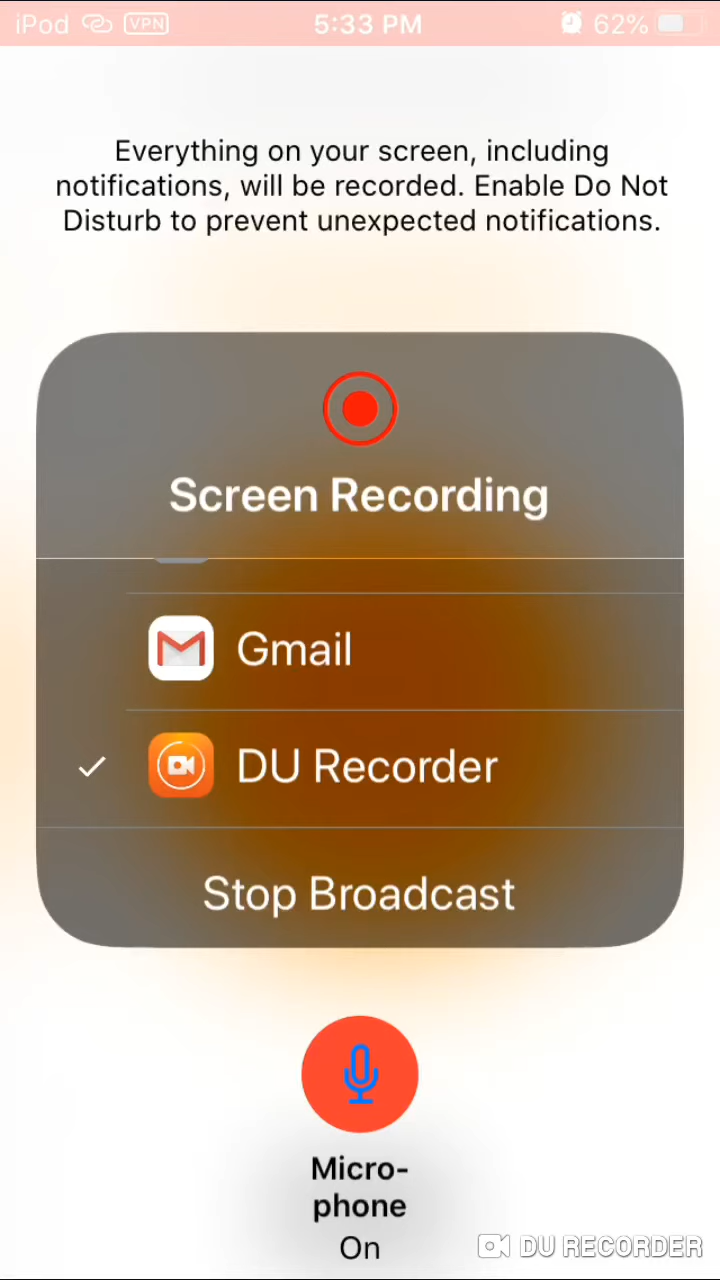 iPod VPN 5:33 PM 62%
Everything on your screen, including
notifications, will be recorded. Enable Do Not
Disturb to prevent unexpected notifications.
Screen Recording
Gmail
DU Recorder
Stop Broadcast
Micro-
phone
On
DU RECORDER